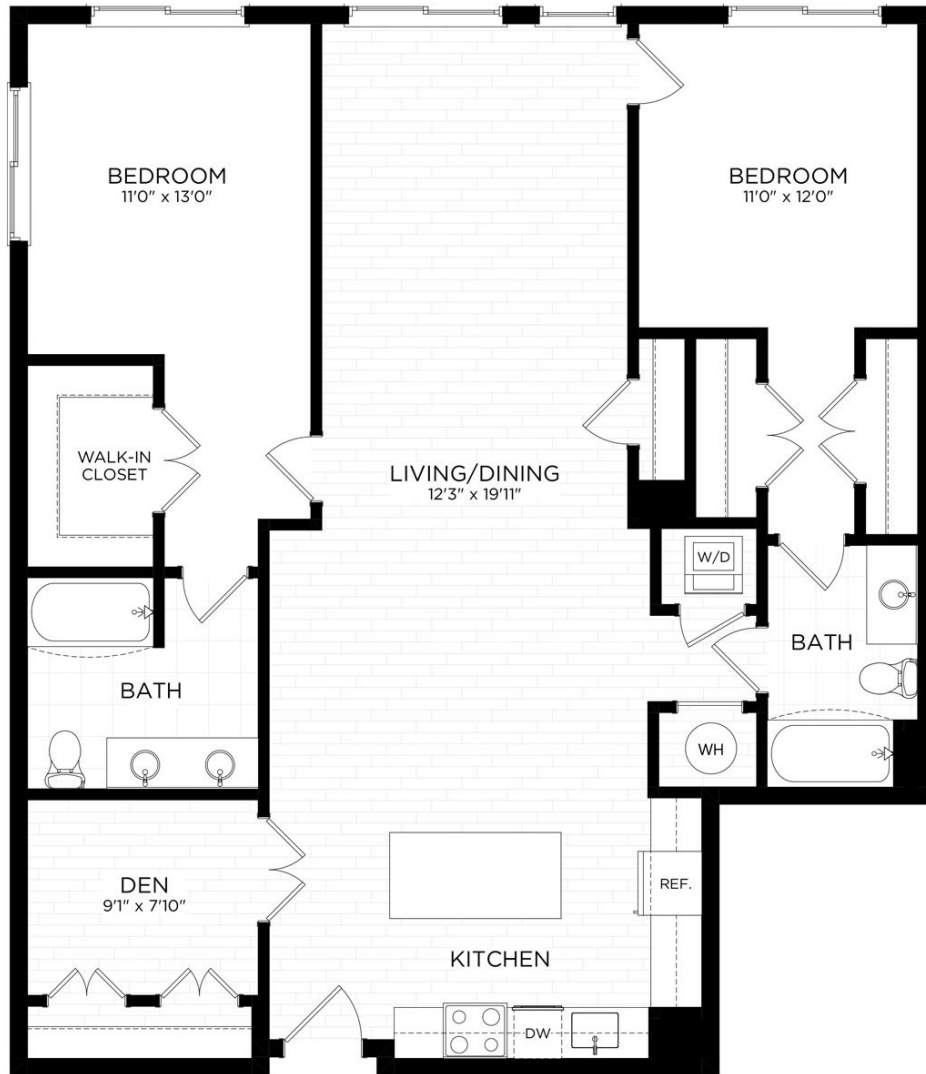 BEDROOM
11'0" x 13'0"
BEDROOM
11'0" x 12'0"
WALK-IN
CLOSET
LIVING/DINING
12'3" x 19'11"
W/D
BATH
BATH
WH
DEN
9'1" x 7'10"
REF.
KITCHEN
DW